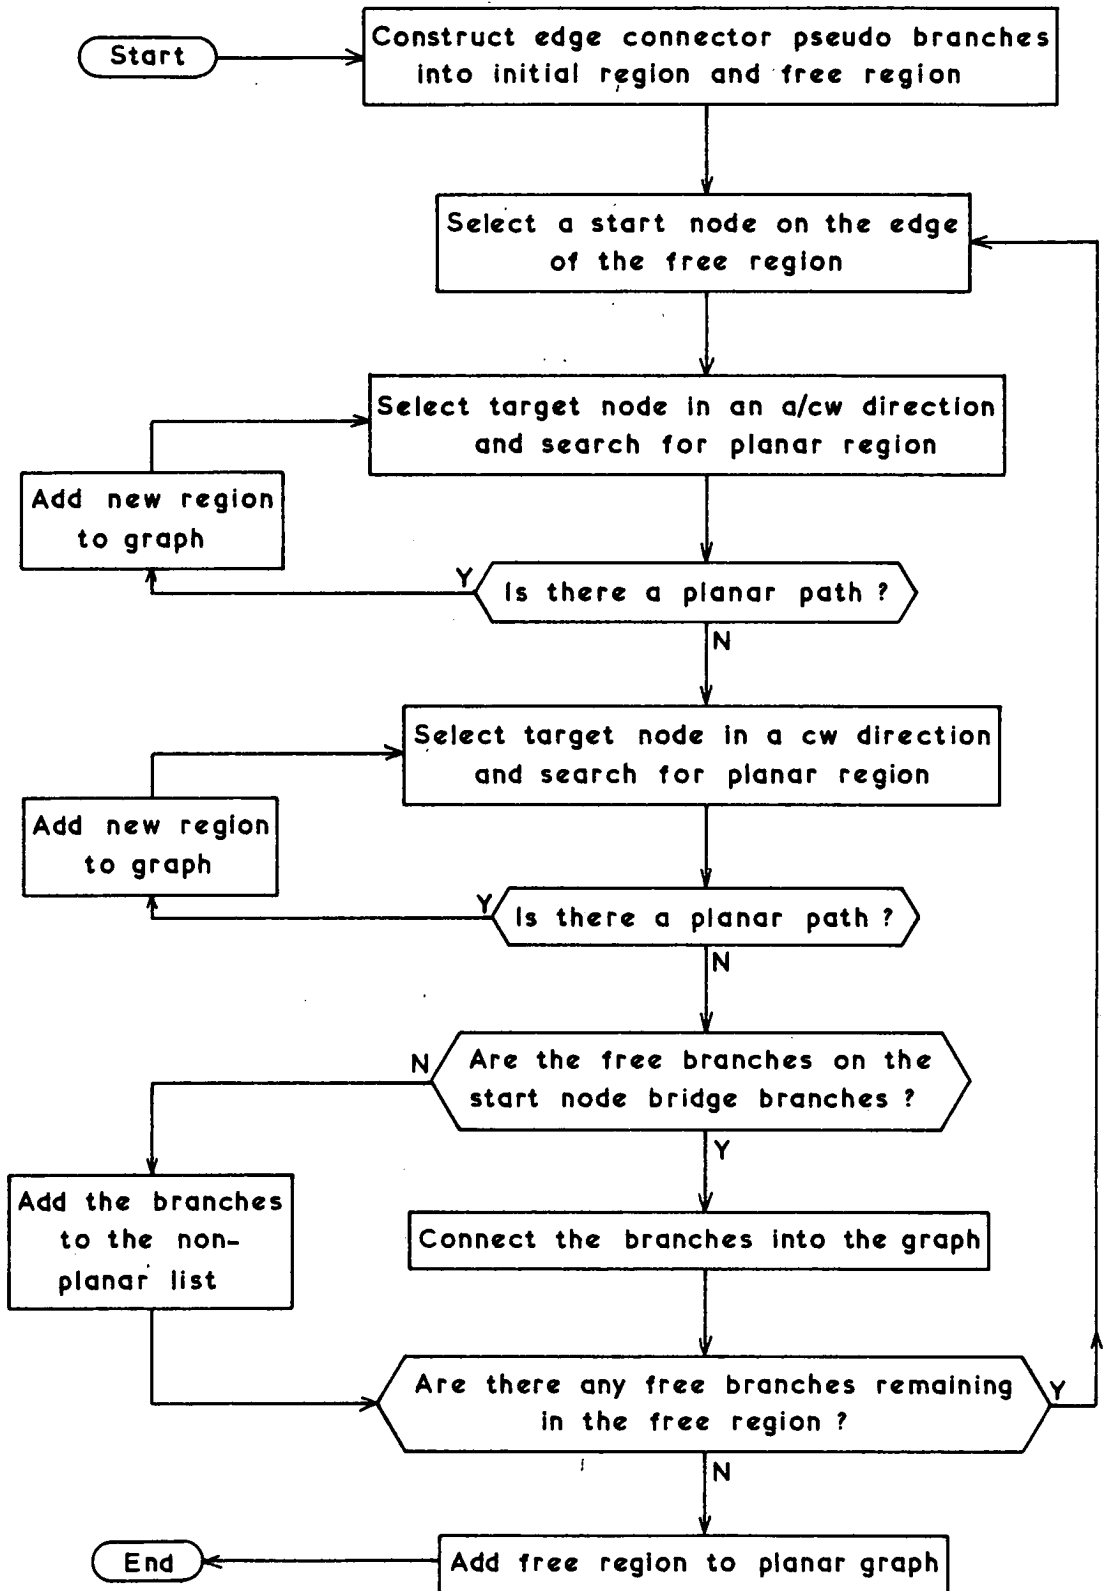 Start
Construct edge connector pseudo branches
into initial region and free region
Select a start node on the edge
of the free region
Select target node in an a/cw direction
and search for planar region
Add new region
to graph
Y
Is there a planar path ?
N
Select target node in a cw direction
and search for planar region
Add new region
to graph
Y
Is there a planar path ?
N
N
Are the free branches on the
start node bridge branches ?
Y
Add the branches
to the non-
planar list
Connect the branches into the graph
Are there any free branches remaining
in the free region ?
Y
N
End
Add free region to planar graph